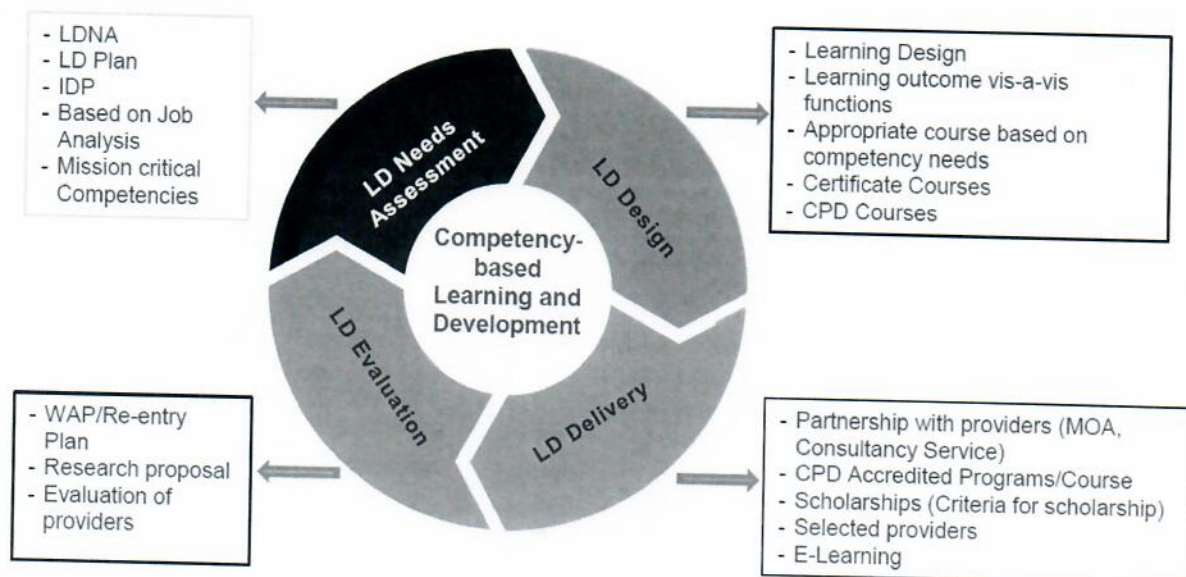 - LDNA
- LD Plan
- IDP
- Based on Job
Analysis
- Mission critical
Competencies
- Learning Design
- Learning outcome vis-a-vis
functions
- Appropriate course based on
competency needs
- Certificate Courses
- CPD Courses
LD Needs
Assessment
LD Design
Competency-
based
Learning and
Development
LD Evaluation
LD Delivery
- WAP/Re-entry
Plan
- Research proposal
- Evaluation of
providers
- Partnership with providers (MOA,
Consultancy Service)
- CPD Accredited Programs/Course
- Scholarships (Criteria for scholarship)
- Selected providers
- E-Learning